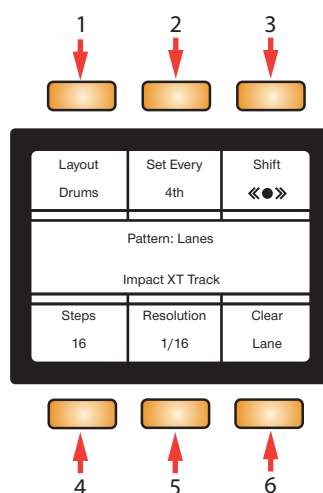 1 2 3
Layout Set Every Shift
Drums 4th «●»
Pattern: Lanes
Impact XT Track
Steps Resolution Clear
16 1/16 Lane
4 5 6